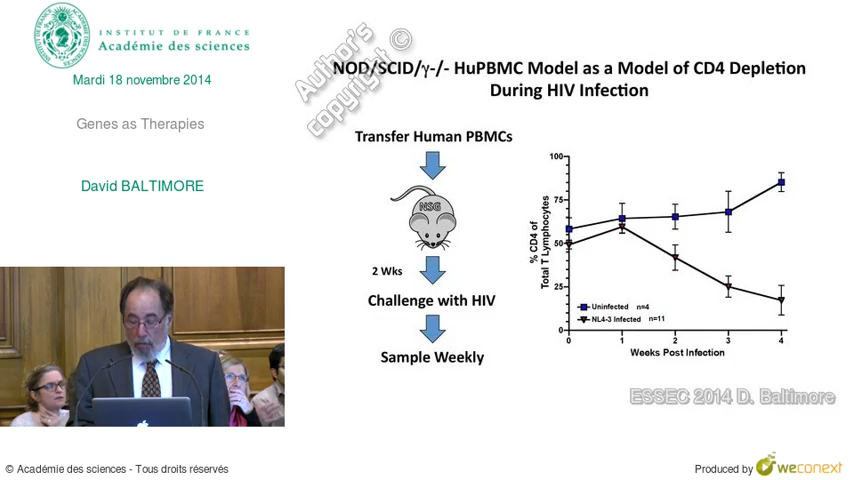 INSTITUT DE FRANCE
Académie des sciences
Mardi 18 novembre 2014
Genes as Therapies
David BALTIMORE
Author's
copyright ©
NOD/SCID/γ-/- HuPBMC Model as a Model of CD4 Depletion
During HIV Infection
Transfer Human PBMCs
NSG
2 Wks
Challenge with HIV
Sample Weekly
% CD4 of
Total T Lymphocytes
100
75
50
25
0
Uninfected n=4
NL4-3 Infected n=11
0 1 2 3 4
Weeks Post Infection
ESSEC 2014 D. Baltimore
© Académie des sciences - Tous droits réservés
Produced by weconext